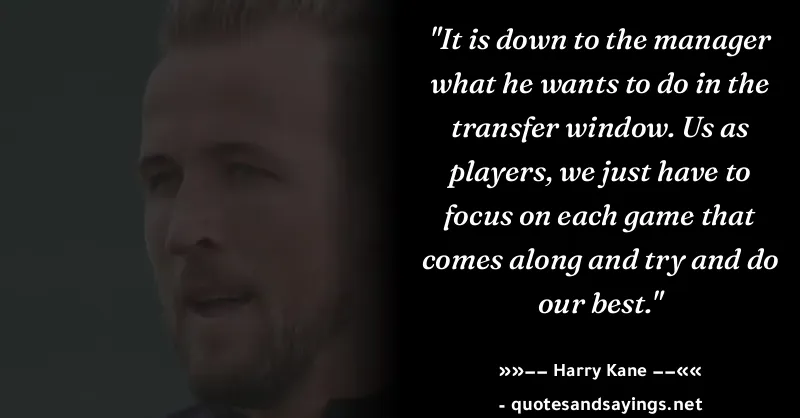 "It is down to the manager
what he wants to do in the
transfer window. Us as
players, we just have to
focus on each game that
comes along and try and do
our best."
»»−− Harry Kane −−««
- quotesandsayings.net